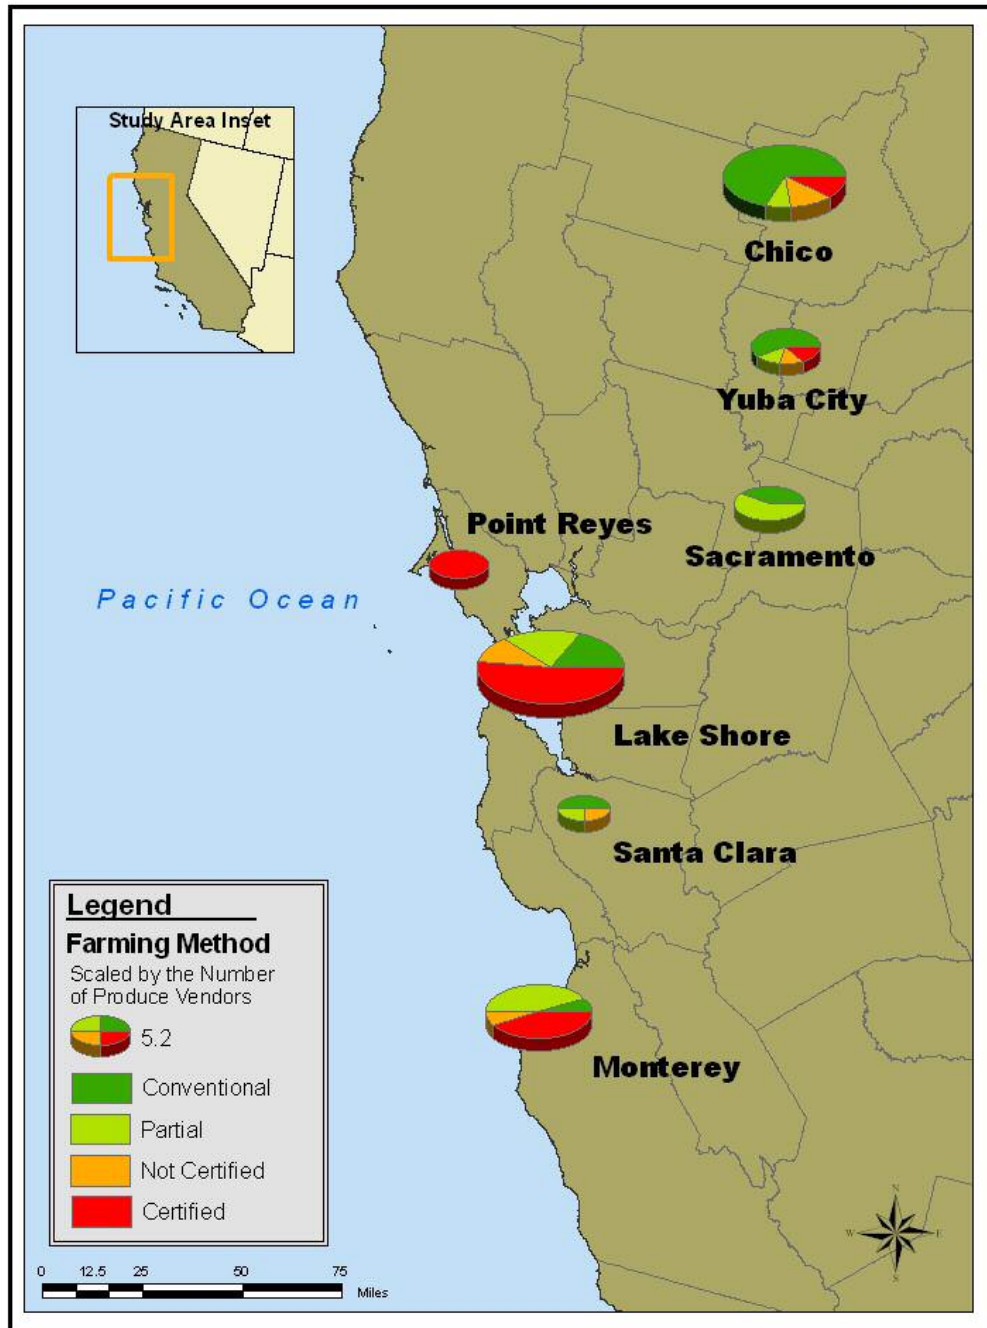 Study Area Inset
Chico
Yuba City
Point Reyes
Sacramento
Pacific Ocean
Lake Shore
Santa Clara
Monterey
Legend
Farming Method
Scaled by the Number
of Produce Vendors
5.2
Conventional
Partial
Not Certified
Certified
N
W E
S
0 12.5 25 50 75
Miles